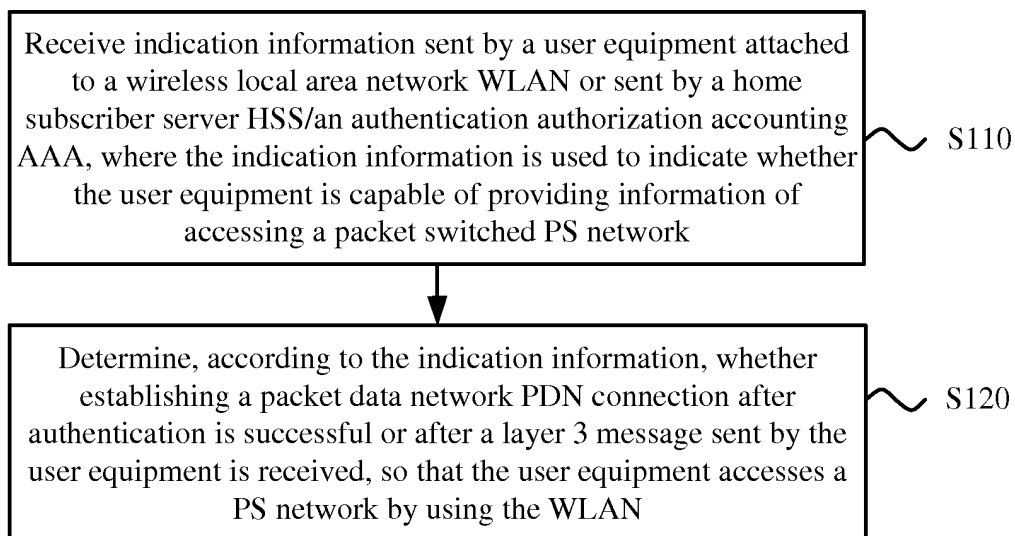 Receive indication information sent by a user equipment attached
to a wireless local area network WLAN or sent by a home
subscriber server HSS/an authentication authorization accounting
AAA, where the indication information is used to indicate whether
the user equipment is capable of providing information of
accessing a packet switched PS network
S110
Determine, according to the indication information, whether
establishing a packet data network PDN connection after
authentication is successful or after a layer 3 message sent by the
user equipment is received, so that the user equipment accesses a
PS network by using the WLAN
S120